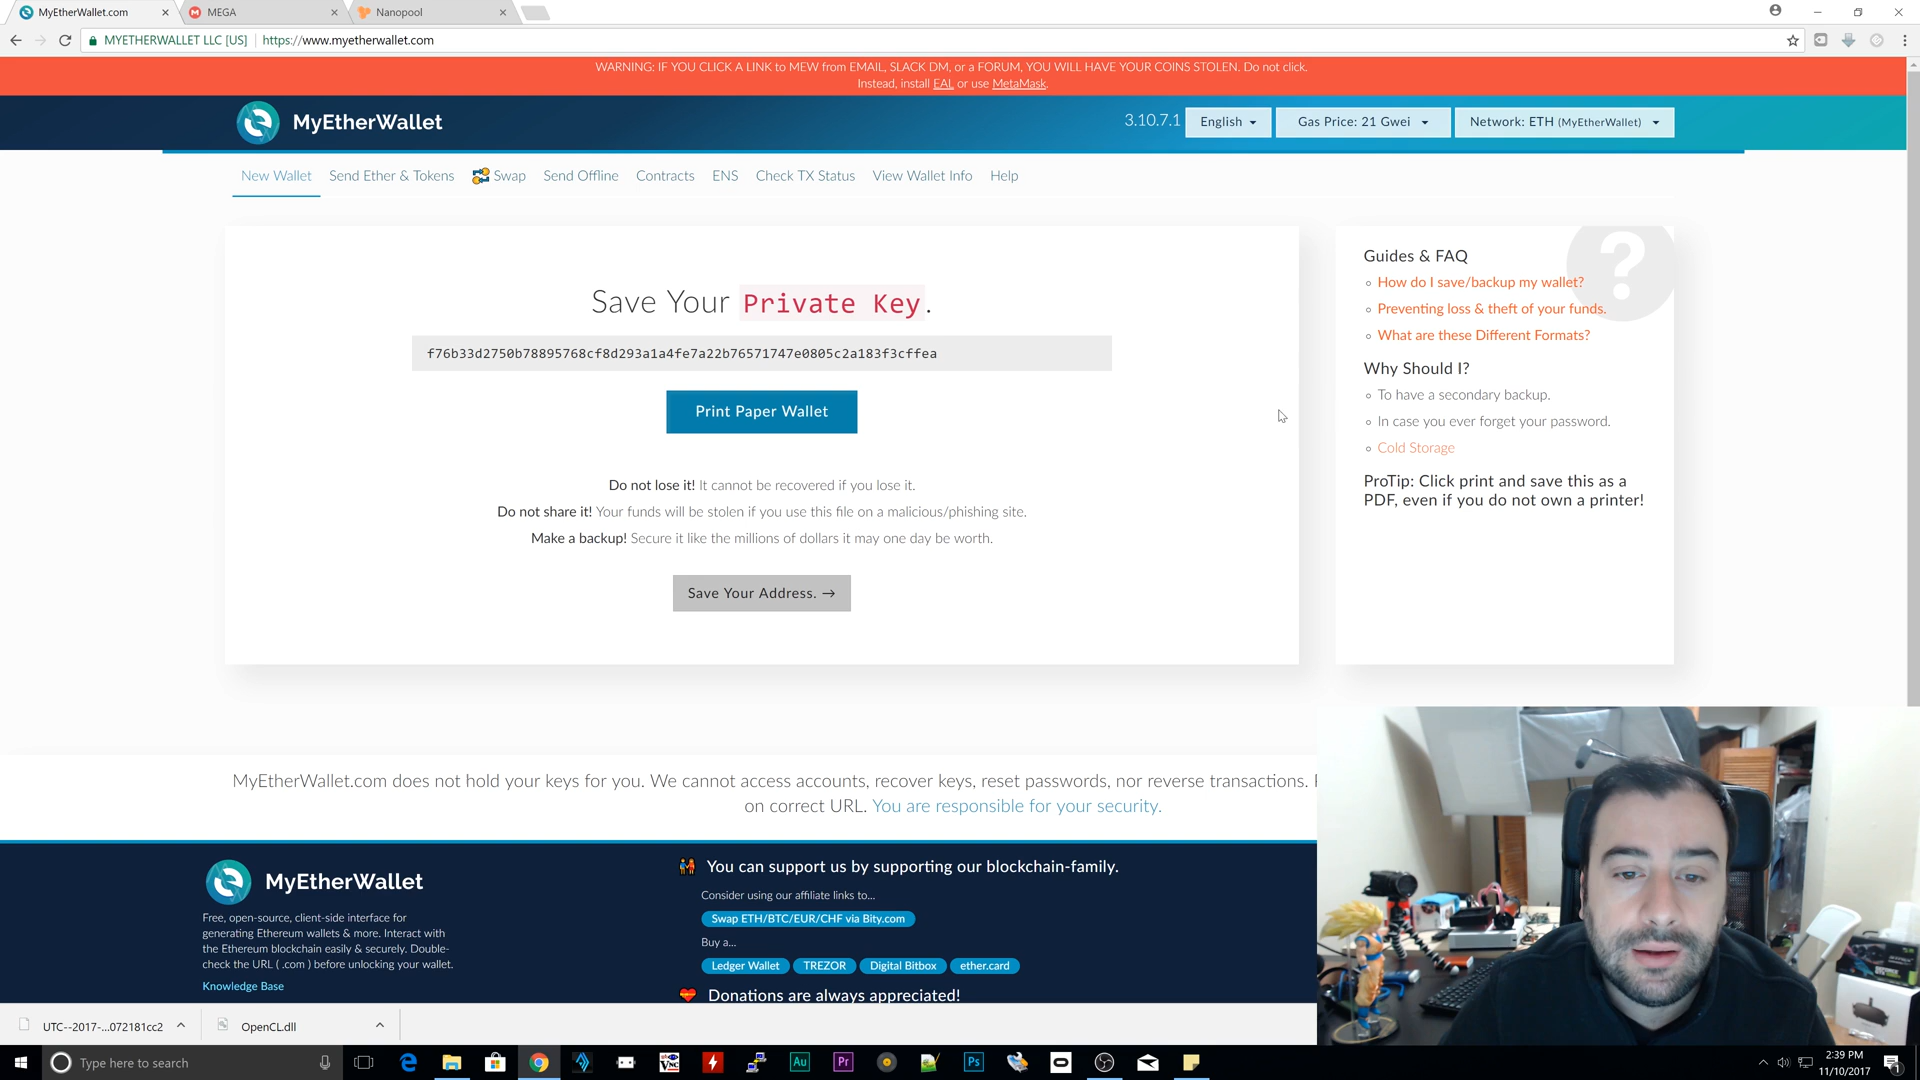 MyEtherWallet.com
MEGA
Nanopool
MYETHERWALLET LLC [US]
https://www.myetherwallet.com
WARNING: IF YOU CLICK A LINK to MEW from EMAIL, SLACK DM, or a FORUM, YOU WILL HAVE YOUR COINS STOLEN. Do not click.
Instead, install EAL or use MetaMask.
MyEtherWallet
3.10.7.1
English
Gas Price: 21 Gwei
Network: ETH (MyEtherWallet)
New Wallet
Send Ether & Tokens
Swap
Send Offline
Contracts
ENS
Check TX Status
View Wallet Info
Help
Save Your Private Key.
f76b33d2750b78895768cf8d293a1a4fe7a22b76571747e0805c2a183f3cffea
Print Paper Wallet
Do not lose it! It cannot be recovered if you lose it.
Do not share it! Your funds will be stolen if you use this file on a malicious/phishing site.
Make a backup! Secure it like the millions of dollars it may one day be worth.
Save Your Address. →
Guides & FAQ
How do I save/backup my wallet?
Preventing loss & theft of your funds.
What are these Different Formats?
Why Should I?
To have a secondary backup.
In case you ever forget your password.
Cold Storage
ProTip: Click print and save this as a
PDF, even if you do not own a printer!
?
MyEtherWallet.com does not hold your keys for you. We cannot access accounts, recover keys, reset passwords, nor reverse transactions.
on correct URL. You are responsible for your security.
MyEtherWallet
Free, open-source, client-side interface for
generating Ethereum wallets & more. Interact with
the Ethereum blockchain easily & securely. Double-
check the URL ( .com ) before unlocking your wallet.
Knowledge Base
You can support us by supporting our blockchain-family.
Consider using our affiliate links to...
Swap ETH/BTC/EUR/CHF via Bity.com
Buy a...
Ledger Wallet
TREZOR
Digital Bitbox
ether.card
Donations are always appreciated!
UTC--2017-...072181cc2
OpenCL.dll
Type here to search
Au
Pr
Ps
2:39 PM
11/10/2017
1